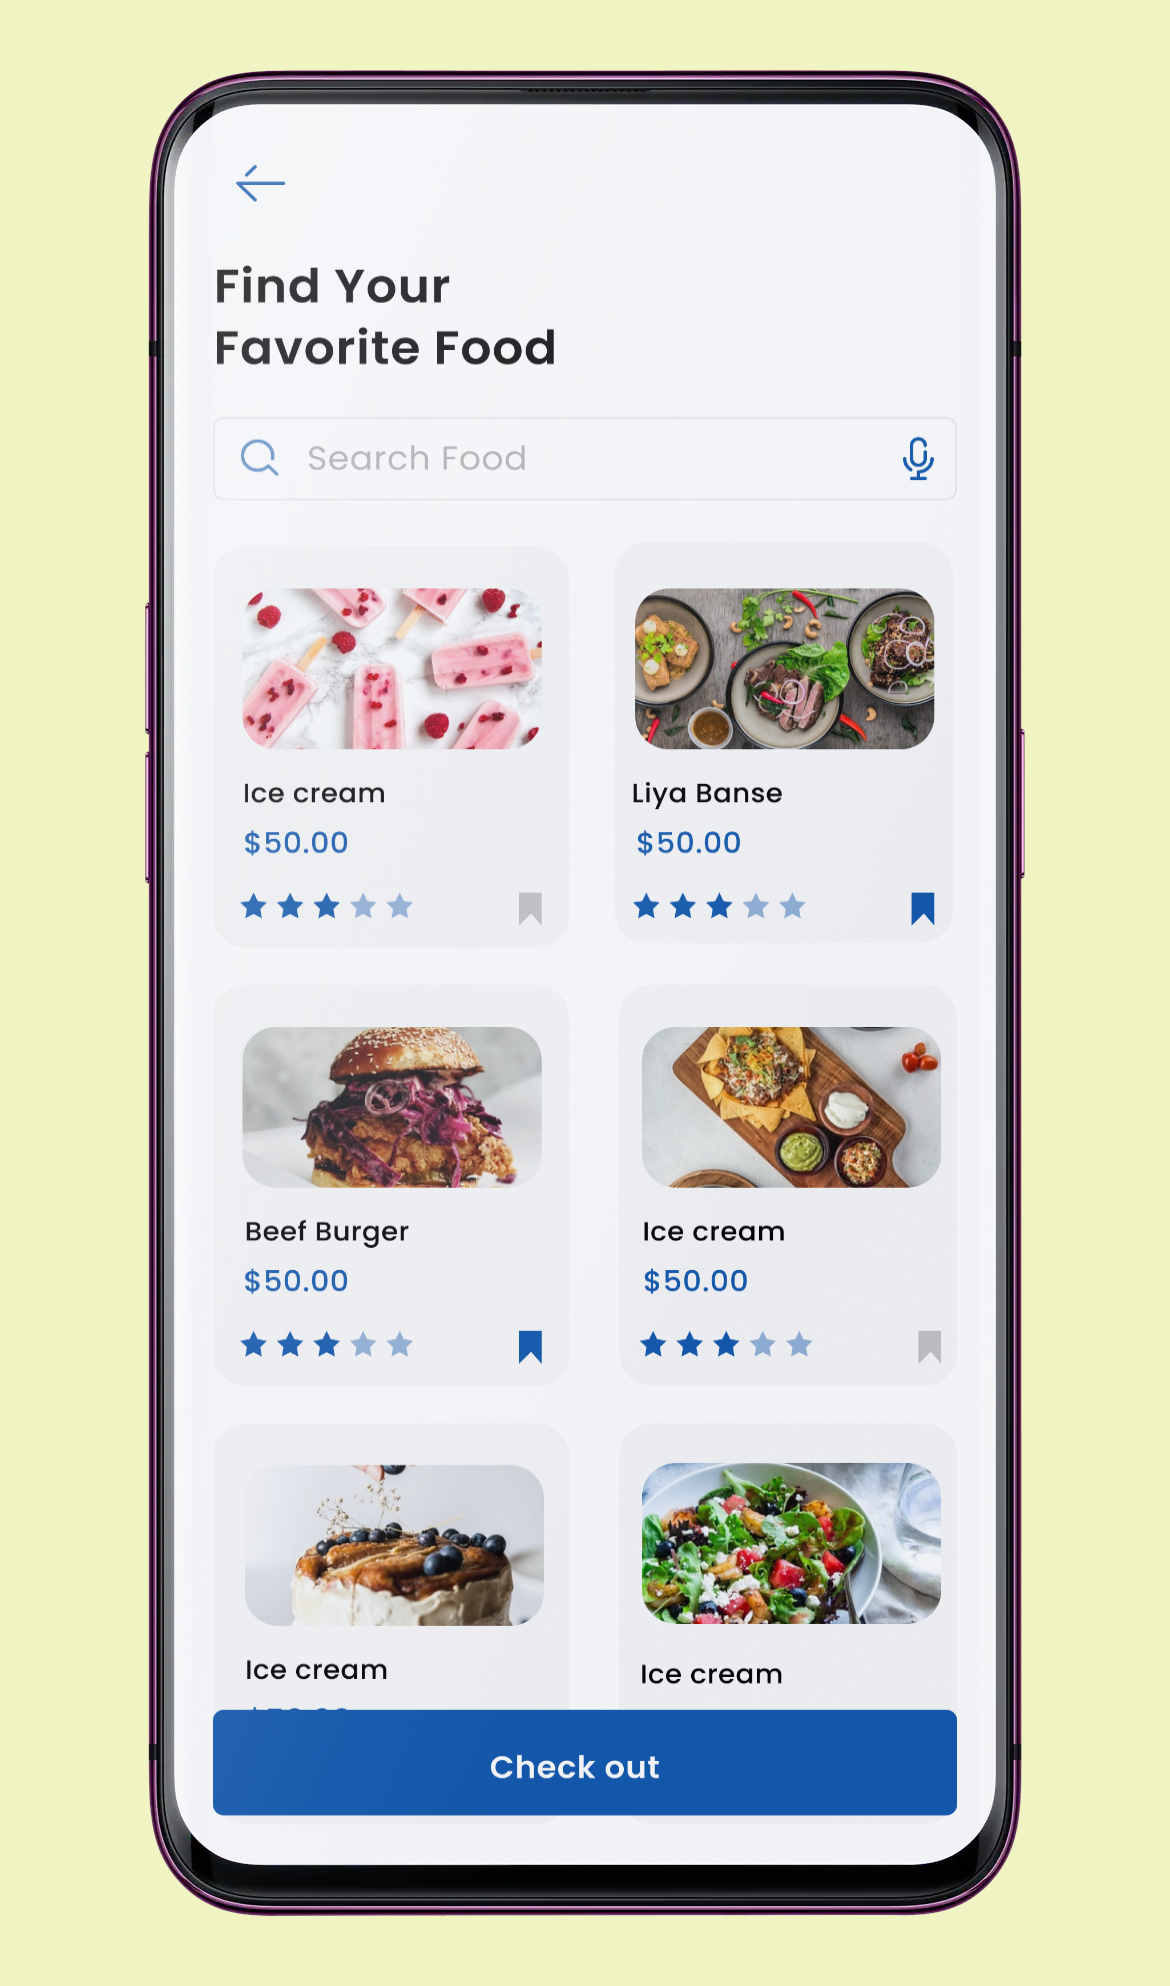 Find Your
Favorite Food
Search Food
Ice cream
Liya Banse
$50.00
$50.00
Beef Burger
Ice cream
$50.00
$50.00
Ice cream
Ice cream
Check out